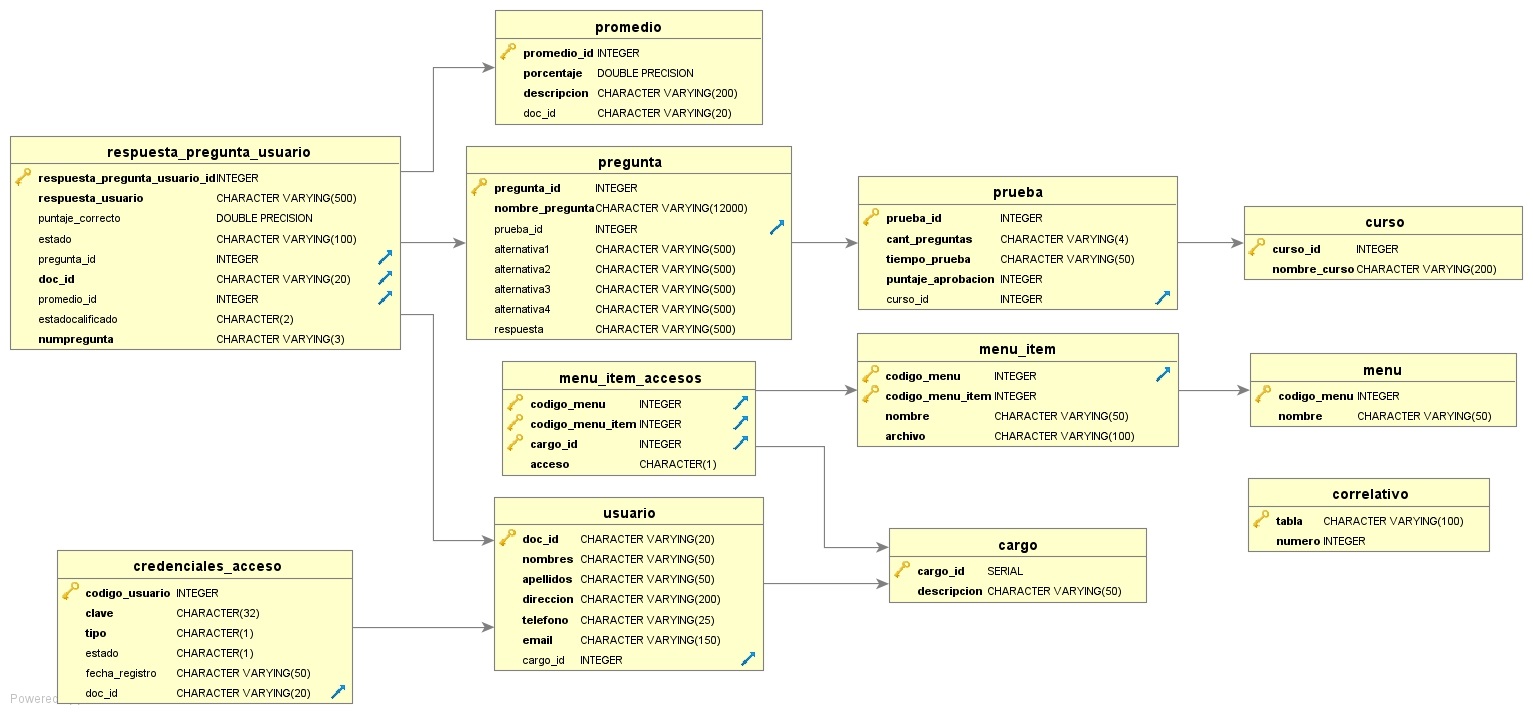 promedio
promedio_id INTEGER
porcentaje DOUBLE PRECISION
descripcion CHARACTER VARYING(200)
doc_id CHARACTER VARYING(20)
respuesta_pregunta_usuario
respuesta_pregunta_usuario_id INTEGER
respuesta_usuario CHARACTER VARYING(500)
puntaje_correcto DOUBLE PRECISION
estado CHARACTER VARYING(100)
pregunta_id INTEGER
doc_id CHARACTER VARYING(20)
promedio_id INTEGER
estadocalificado CHARACTER(2)
numpregunta CHARACTER VARYING(3)
pregunta
pregunta_id INTEGER
nombre_pregunta CHARACTER VARYING(12000)
prueba_id INTEGER
alternativa1 CHARACTER VARYING(500)
alternativa2 CHARACTER VARYING(500)
alternativa3 CHARACTER VARYING(500)
alternativa4 CHARACTER VARYING(500)
respuesta CHARACTER VARYING(500)
prueba
prueba_id INTEGER
cant_preguntas CHARACTER VARYING(4)
tiempo_prueba CHARACTER VARYING(50)
puntaje_aprobacion INTEGER
curso_id INTEGER
curso
curso_id INTEGER
nombre_curso CHARACTER VARYING(200)
menu_item_accesos
codigo_menu INTEGER
codigo_menu_item INTEGER
cargo_id INTEGER
acceso CHARACTER(1)
menu_item
codigo_menu INTEGER
codigo_menu_item INTEGER
nombre CHARACTER VARYING(50)
archivo CHARACTER VARYING(100)
menu
codigo_menu INTEGER
nombre CHARACTER VARYING(50)
correlativo
tabla CHARACTER VARYING(100)
numero INTEGER
usuario
doc_id CHARACTER VARYING(20)
nombres CHARACTER VARYING(50)
apellidos CHARACTER VARYING(50)
direccion CHARACTER VARYING(200)
telefono CHARACTER VARYING(25)
email CHARACTER VARYING(150)
cargo_id INTEGER
cargo
cargo_id SERIAL
descripcion CHARACTER VARYING(50)
credenciales_acceso
codigo_usuario INTEGER
clave CHARACTER(32)
tipo CHARACTER(1)
estado CHARACTER(1)
fecha_registro CHARACTER VARYING(50)
doc_id CHARACTER VARYING(20)